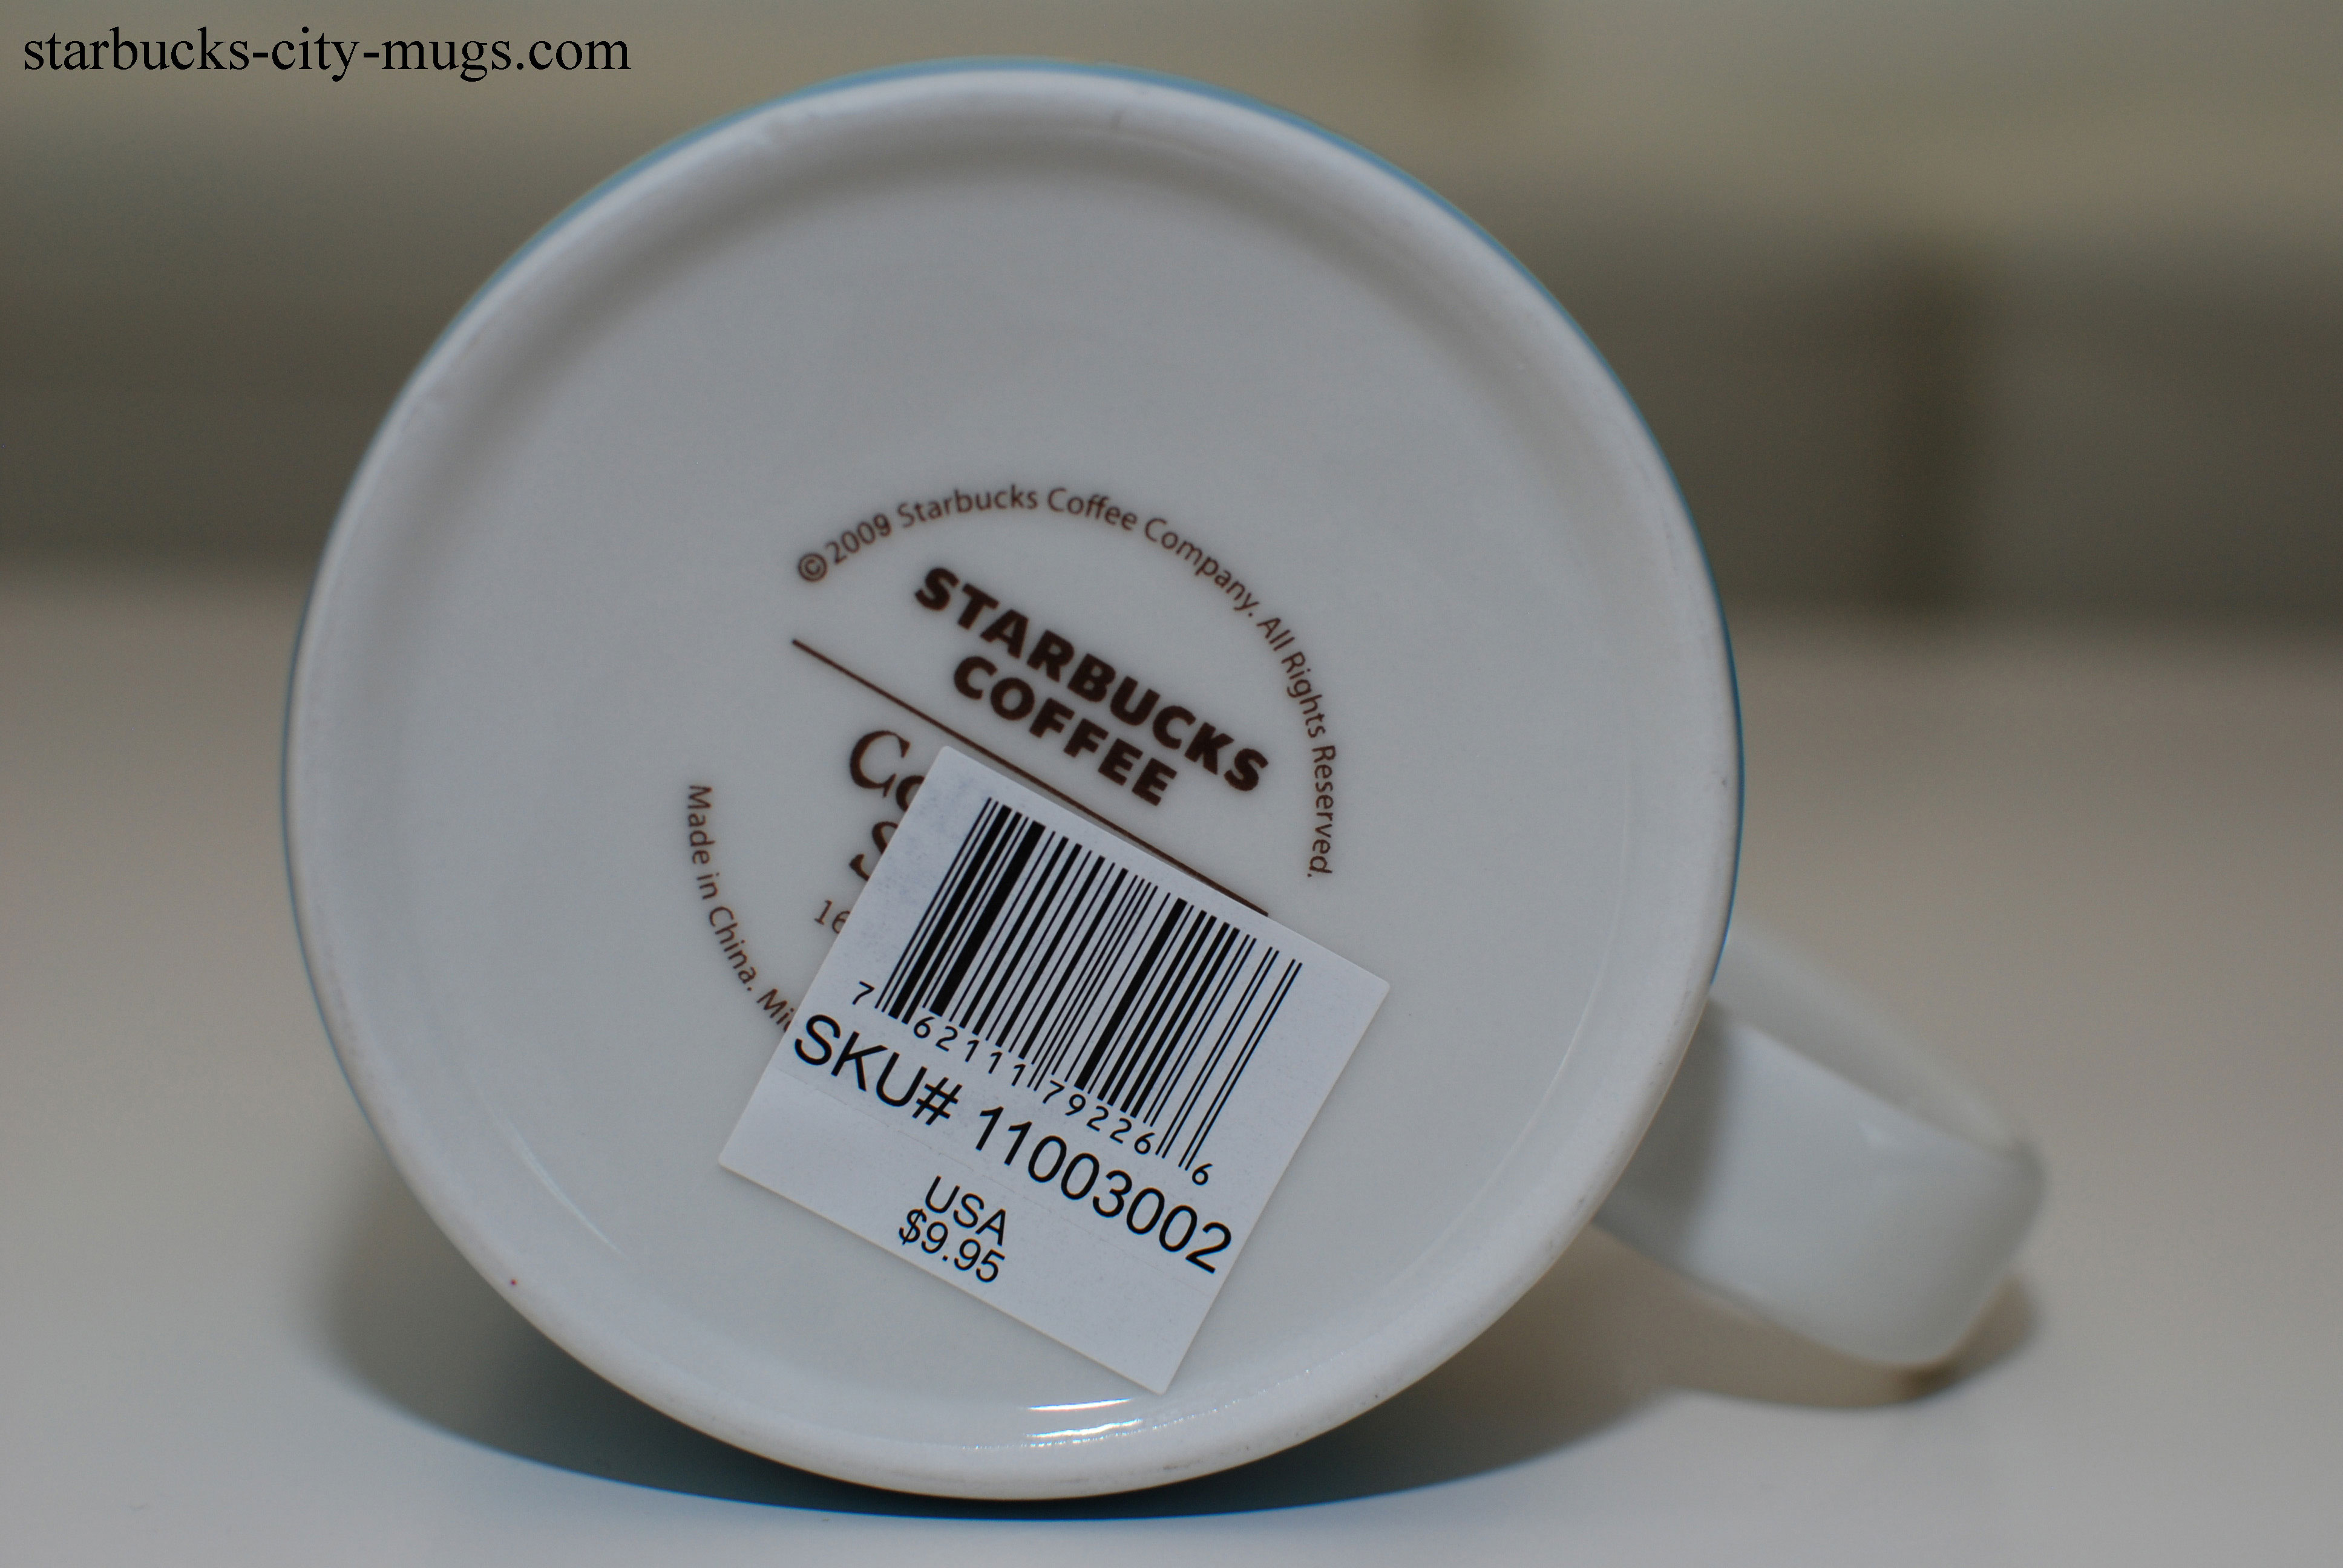 starbucks-city-mugs.com
©2009 Starbucks Coffee Company. All Rights Reserved.
STARBUCKS
COFFEE
16
Made in China.
7 62111 79226 6
SKU# 11003002
USA
$9.95